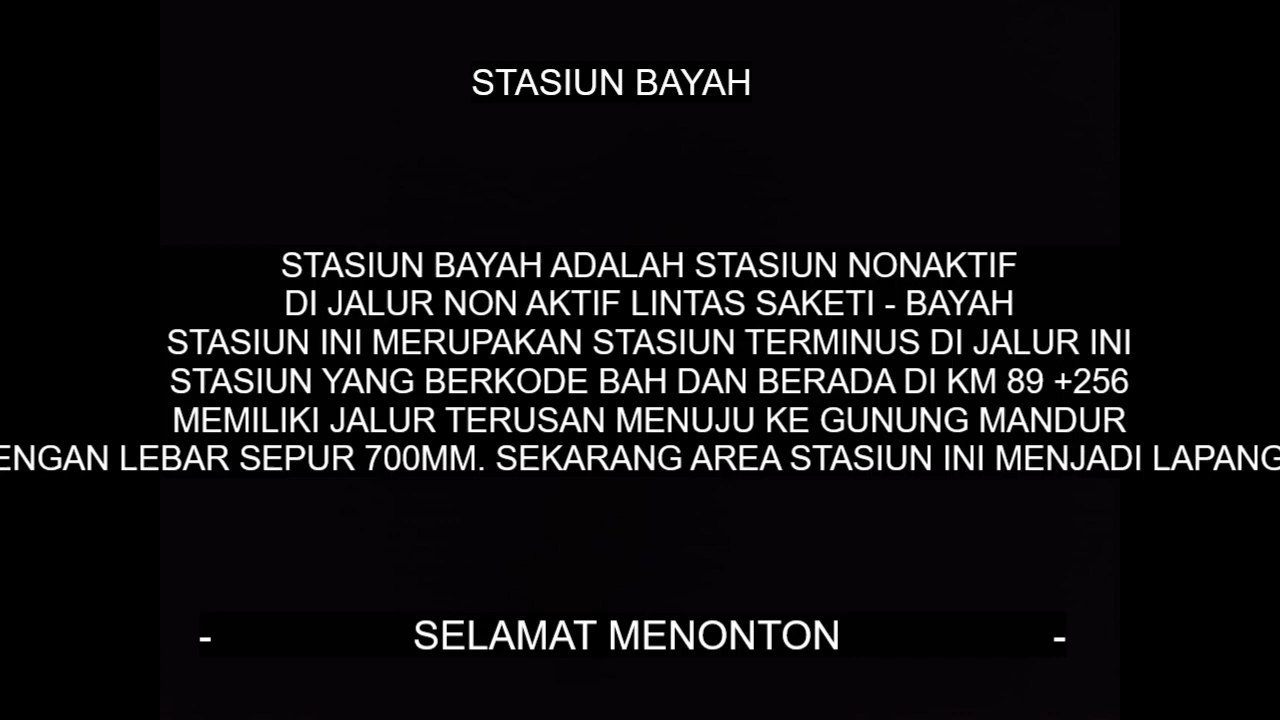 STASIUN BAYAH
STASIUN BAYAH ADALAH STASIUN NONAKTIF
DI JALUR NON AKTIF LINTAS SAKETI - BAYAH
STASIUN INI MERUPAKAN STASIUN TERMINUS DI JALUR INI
STASIUN YANG BERKODE BAH DAN BERADA DI KM 89 +256
MEMILIKI JALUR TERUSAN MENUJU KE GUNUNG MANDUR
ENGAN LEBAR SEPUR 700MM. SEKARANG AREA STASIUN INI MENJADI LAPANG
- SELAMAT MENONTON -